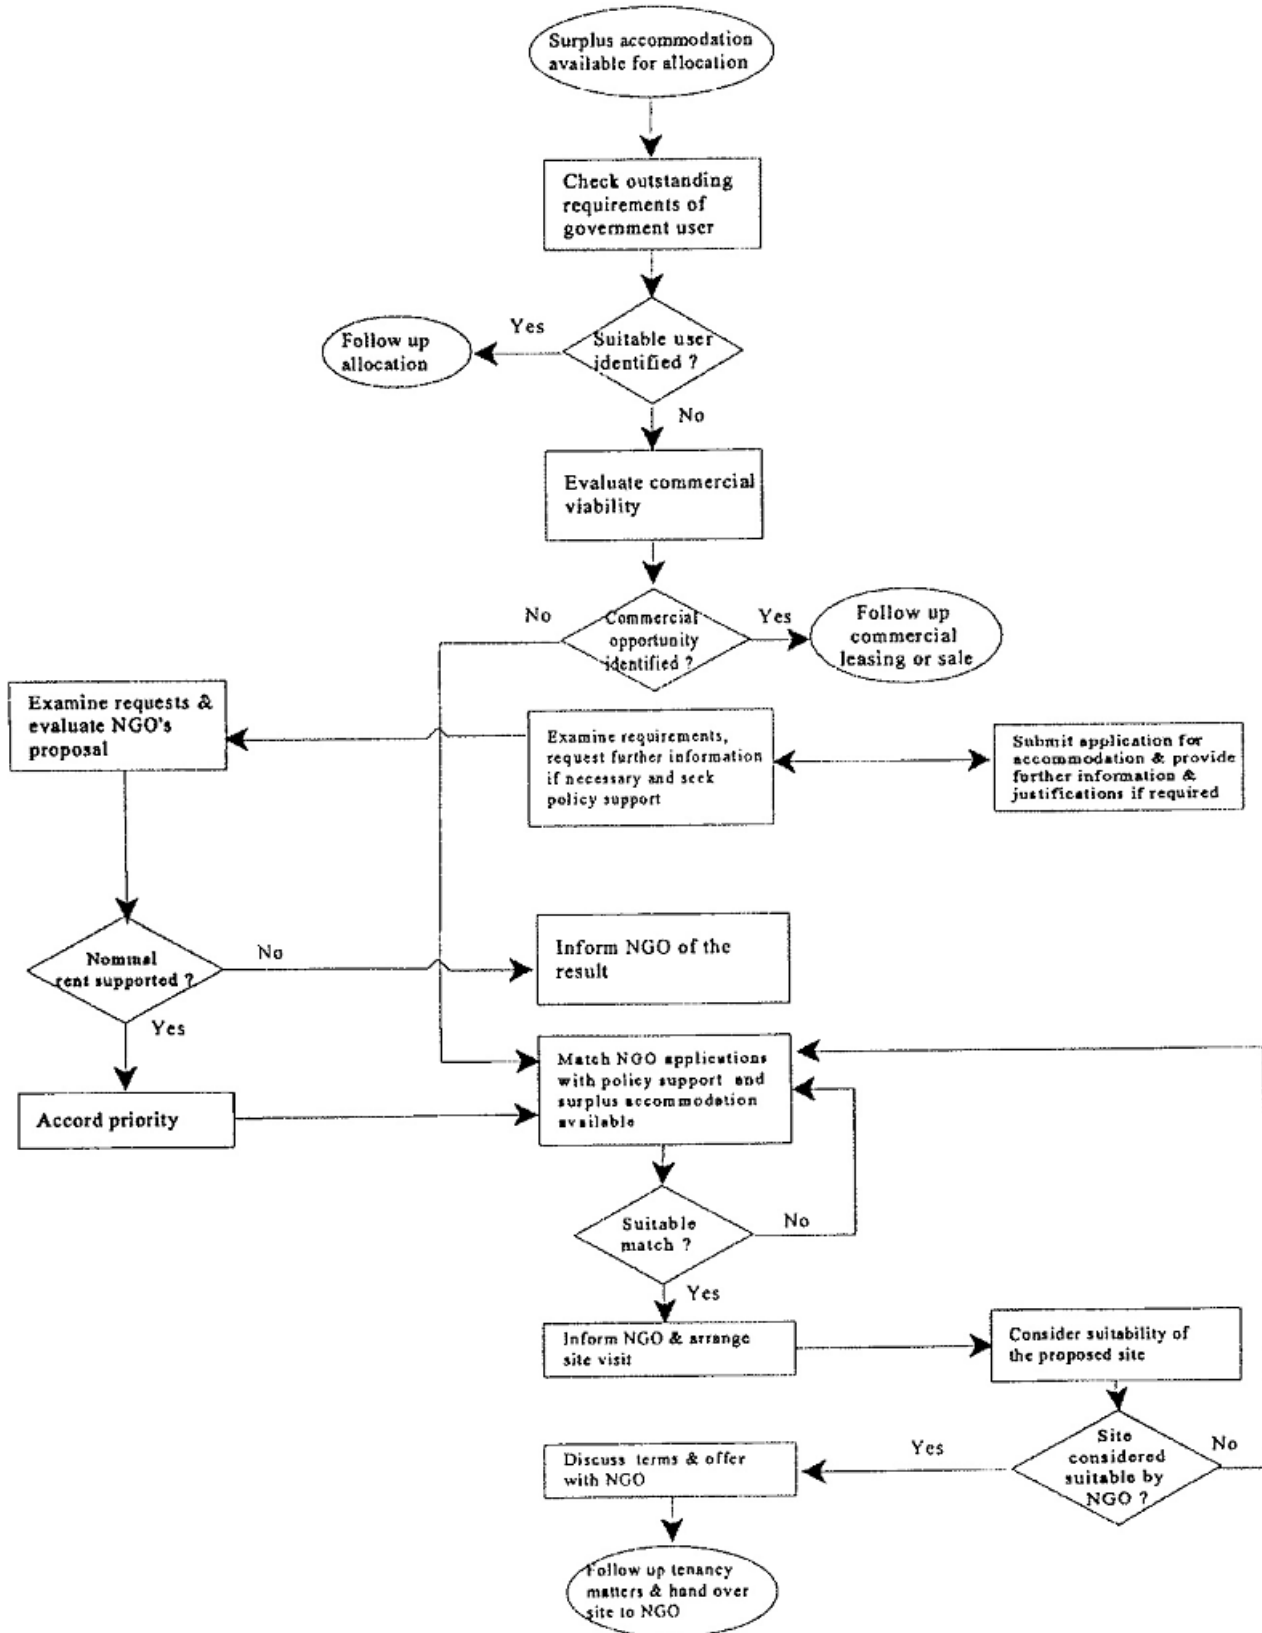 Surplus accommodation
available for allocation
Check outstanding
requirements of
government user
Yes
Follow up
allocation
Suitable user
identified ?
No
Evaluate commercial
viability
No
Commercial
opportunity
identified ?
Yes
Follow up
commercial
leasing or sale
Examine requests &
evaluate NGO's
proposal
Examine requirements,
request further information
if necessary and seek
policy support
Submit application for
accommodation & provide
further information &
justifications if required
Nominal
rent supported ?
No
Inform NGO of the
result
Yes
Match NGO applications
with policy support and
surplus accommodation
available
Accord priority
Suitable
match ?
No
Yes
Inform NGO & arrange
site visit
Consider suitability of
the proposed site
Discuss terms & offer
with NGO
Yes
Site
considered
suitable by
NGO ?
No
Follow up tenancy
matters & hand over
site to NGO